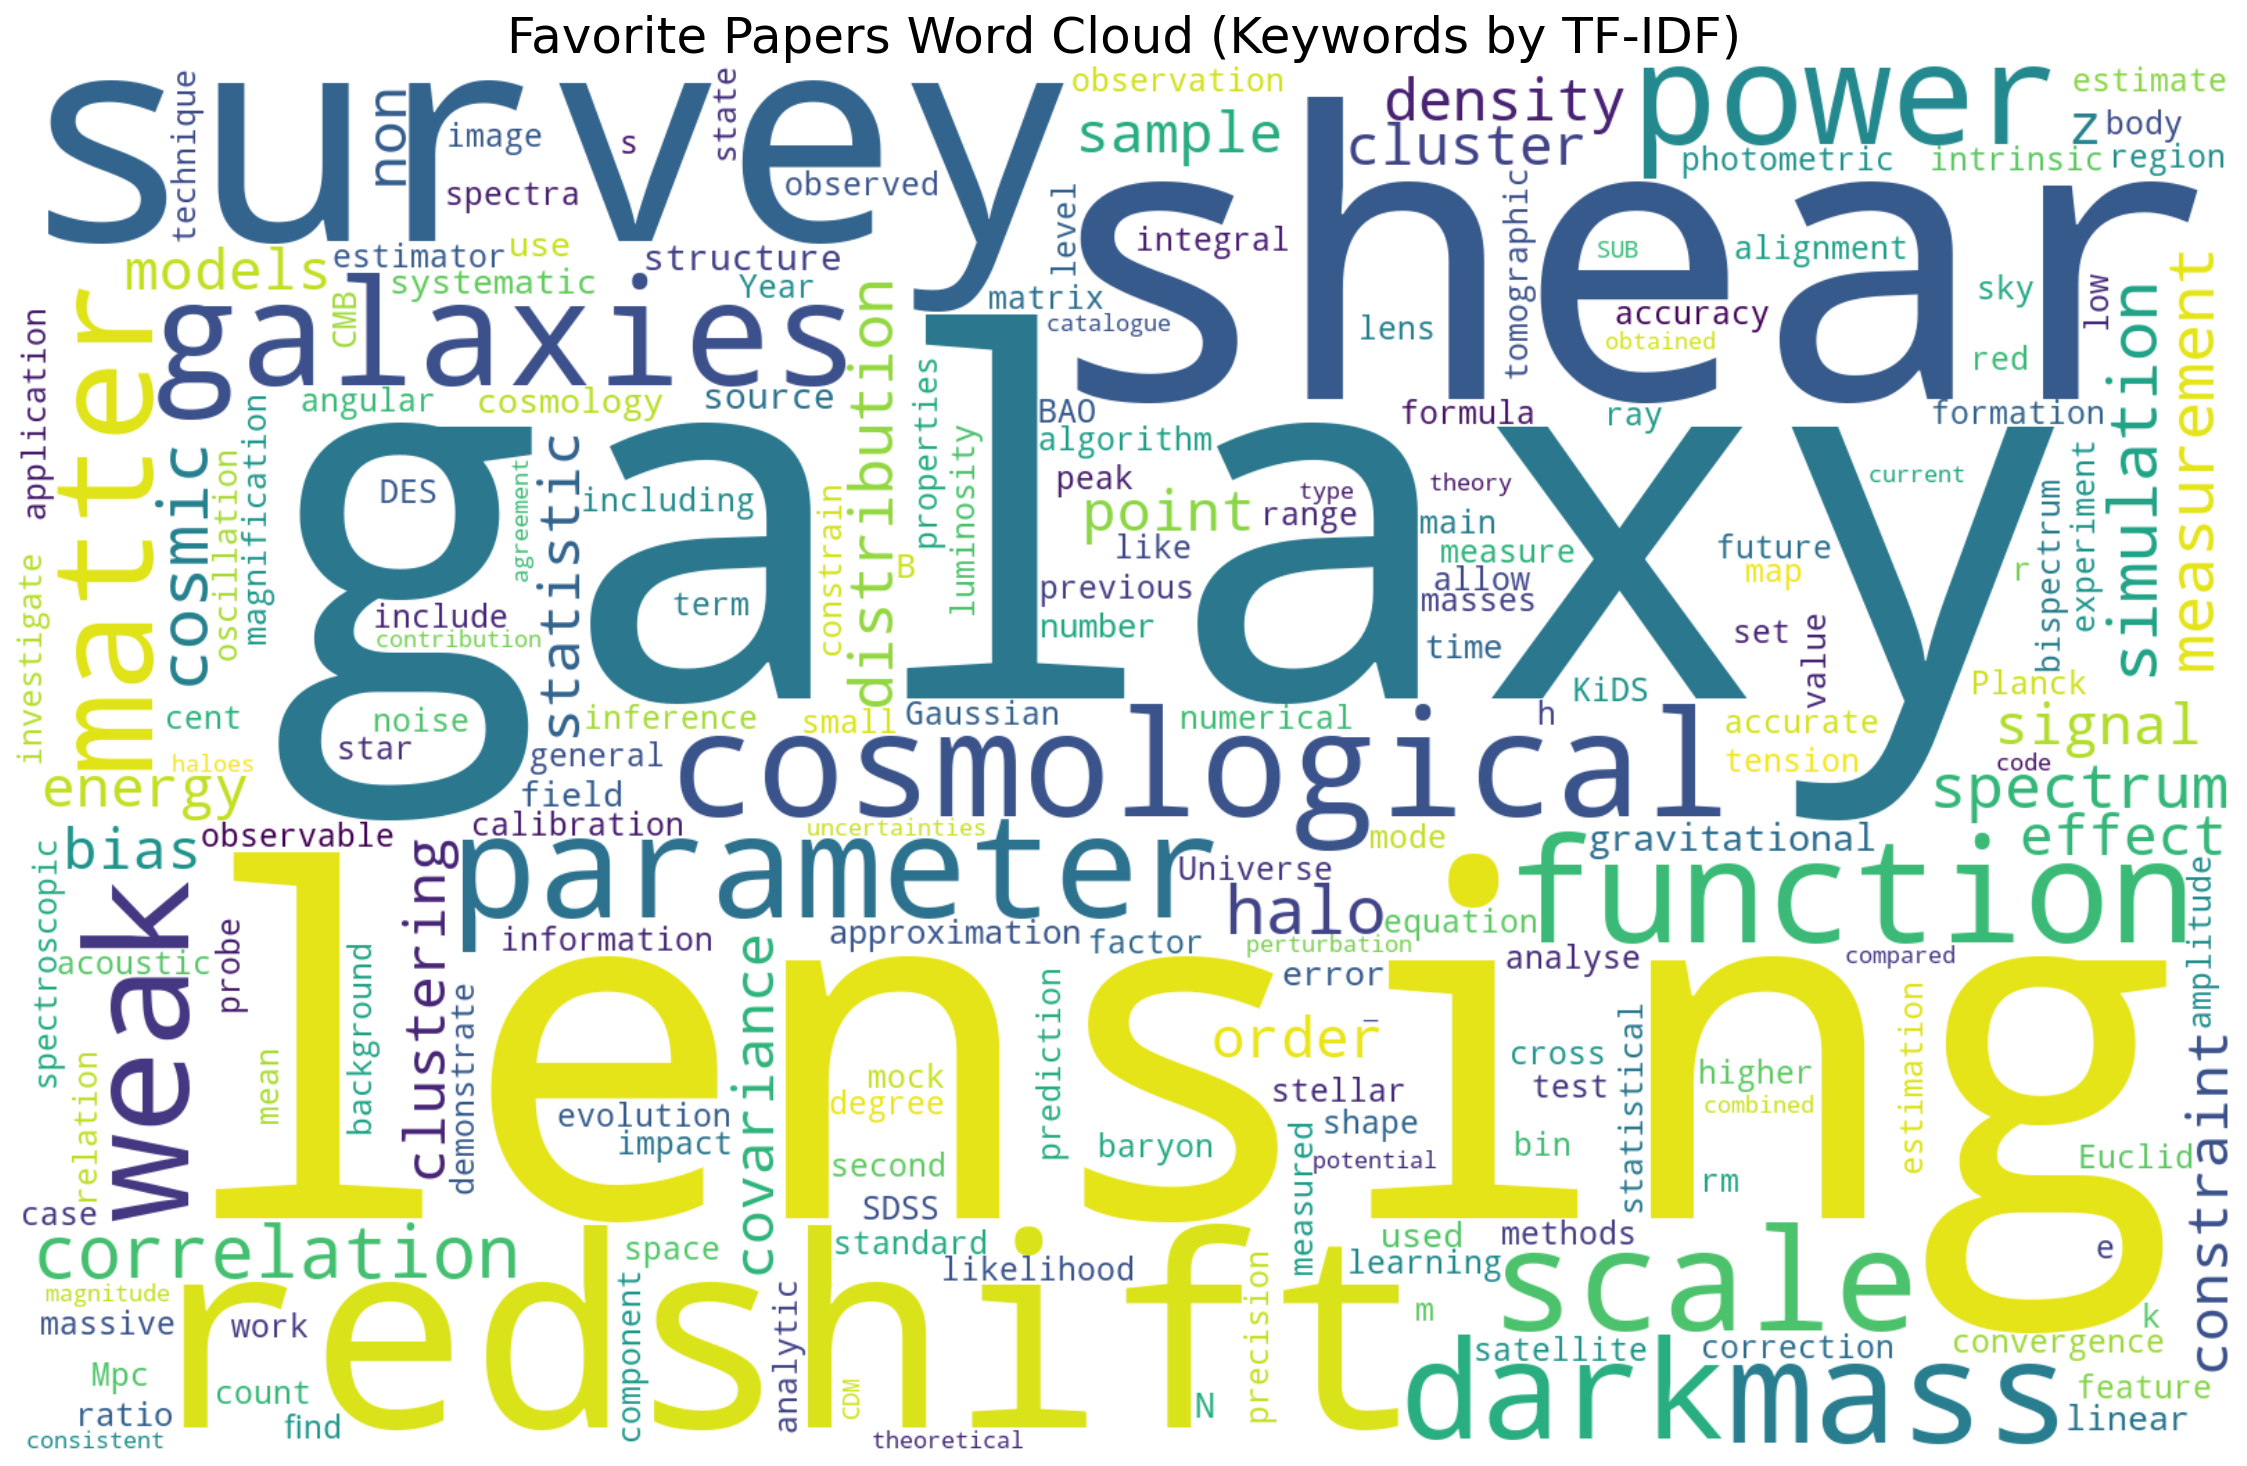 Favorite Papers Word Cloud (Keywords by TF-IDF)
survey
technique
non
image
s
state
spectra
observed
observation
sample
density
cluster
power
estimate
z
body
photometric
intrinsic
region
shear
level
integral
tomographic
SUB
alignment
accuracy
obtained
lens
sky
low
red
models
estimator
use
systematic
structure
Year
matrix
catalogue
CMB
galaxies
distribution
measurement
simulation
application
matter
angular
cosmology
source
properties
BAO
algorithm
luminosity
formula
ray
formation
cosmic
oscillation
magnification
galaxy
DES
agreement
statistic
including
constrain
peak
point
type
range
theory
main
current
like
measure
future
map
bispectrum
experiment
r
B
previous
allow
masses
include
contribution
term
number
time
set
value
investigate
KiDS
Planck
cent
noise
inference
small
Gaussian
numerical
h
accurate
signal
star
general
haloes
energy
field
cosmological
tension
code
spectrum
effect
observable
calibration
uncertainties
mode
gravitational
bias
parameter
Universe
function
halo
equation
spectroscopic
weak
clustering
information
approximation
factor
perturbation
acoustic
probe
background
error
analyse
compared
amplitude
lensing
demonstrate
covariance
prediction
order
mean
mock
degree
stellar
cross
test
statistical
higher
combined
estimation
constraint
relation
evolution
impact
baryon
shape
measured
potential
bin
second
rm
Euclid
case
SDSS
correlation
space
standard
likelihood
used
methods
learning
scale
e
magnitude
massive
redshift
work
component
analytic
precision
m
k
satellite
correction
convergence
Mpc
count
CDM
N
dark
mass
feature
ratio
find
linear
consistent
theoretical